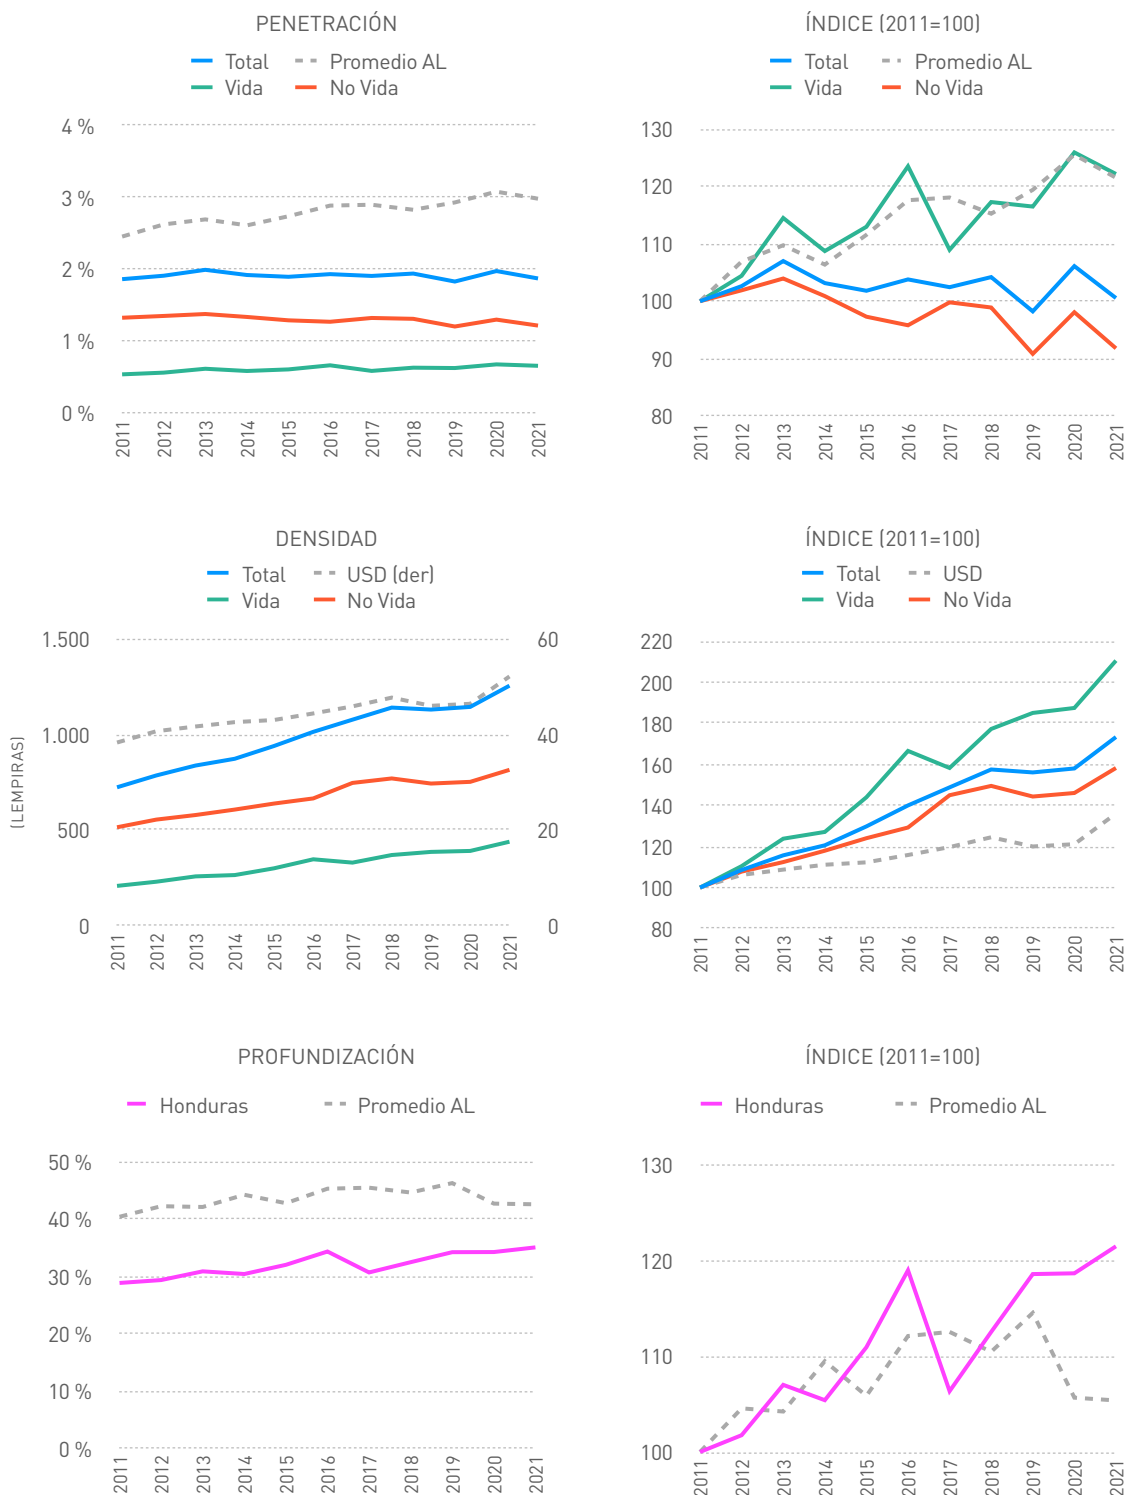 PENETRACIÓN
Total Promedio AL
Vida No Vida
4 %
3 %
2 %
1 %
0 %
2011 2012 2013 2014 2015 2016 2017 2018 2019 2020 2021
ÍNDICE (2011=100)
Total Promedio AL
Vida No Vida
130
120
110
100
90
80
2011 2012 2013 2014 2015 2016 2017 2018 2019 2020 2021
DENSIDAD
Total USD (der)
Vida No Vida
(LEMPIRAS)
1.500 60
1.000 40
500 20
0 0
2011 2012 2013 2014 2015 2016 2017 2018 2019 2020 2021
ÍNDICE (2011=100)
Total USD
Vida No Vida
220
200
180
160
140
120
100
80
2011 2012 2013 2014 2015 2016 2017 2018 2019 2020 2021
PROFUNDIZACIÓN
Honduras Promedio AL
50 %
40 %
30 %
20 %
10 %
0 %
2011 2012 2013 2014 2015 2016 2017 2018 2019 2020 2021
ÍNDICE (2011=100)
Honduras Promedio AL
130
120
110
100
2011 2012 2013 2014 2015 2016 2017 2018 2019 2020 2021